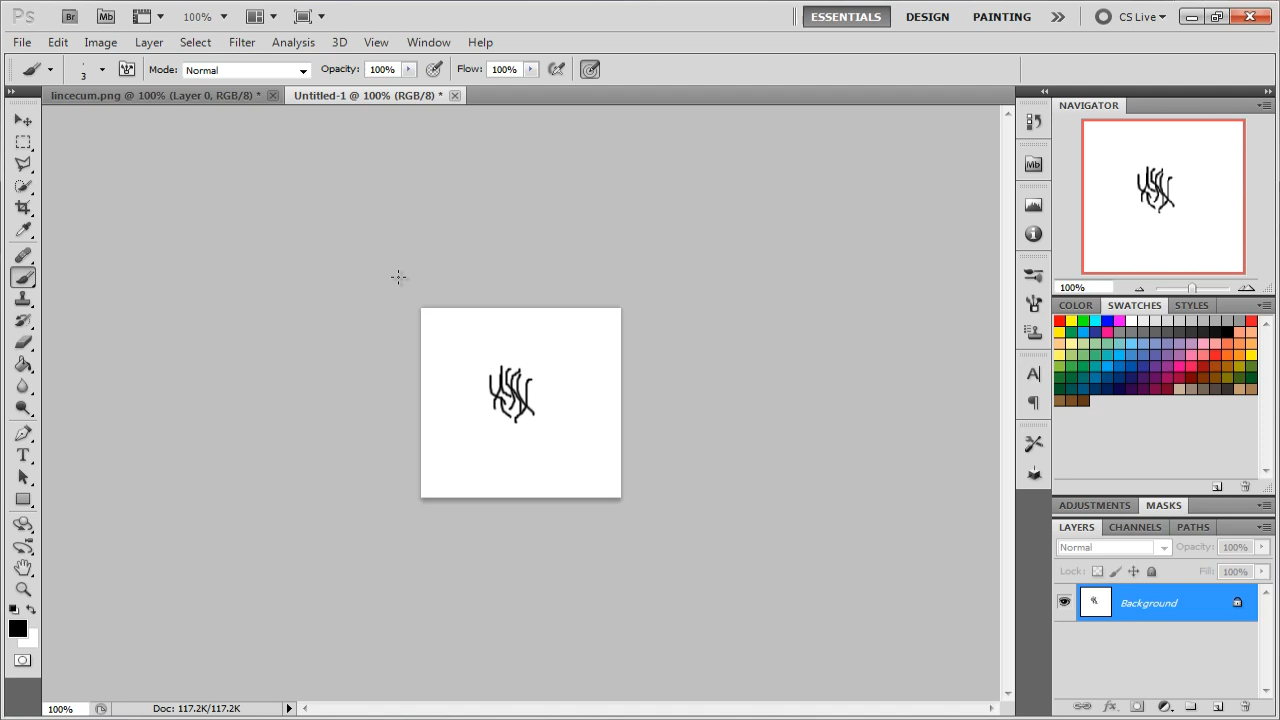 Ps Br Mb 100% ESSENTIALS DESIGN PAINTING CS Live
File Edit Image Layer Select Filter Analysis 3D View Window Help
3 Mode: Normal Opacity: 100% Flow: 100%
lincecum.png @ 100% (Layer 0, RGB/8) * Untitled-1 @ 100% (RGB/8) *
NAVIGATOR
Mb
100%
COLOR SWATCHES STYLES
ADJUSTMENTS MASKS
LAYERS CHANNELS PATHS
Normal Opacity: 100%
Lock: Fill: 100%
Background
100% Doc: 117.2K/117.2K